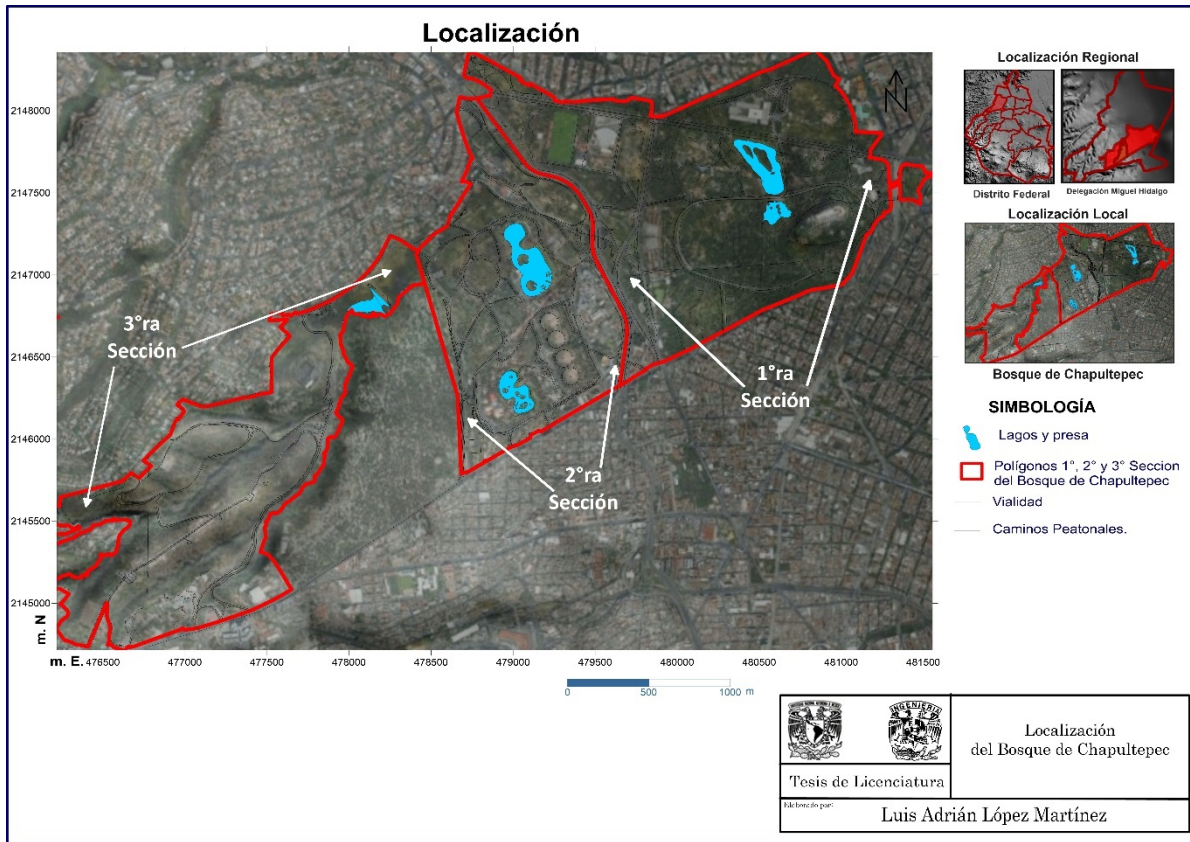 Localización
2148000
2147500
2147000
2146500
2146000
2145500
2145000
m. N
m. E.
476500
477000
477500
478000
478500
479000
479500
480000
480500
481000
481500
N
3°ra
Sección
2°ra
Sección
1°ra
Sección
0
500
1000 m
Localización Regional
Distrito Federal
Delegación Miguel Hidalgo
Localización Local
Bosque de Chapultepec
SIMBOLOGÍA
Lagos y presa
Polígonos 1°, 2° y 3° Seccion
del Bosque de Chapultepec
Vialidad
Caminos Peatonales.
INGENIERIA
Tesis de Licenciatura
Localización
del Bosque de Chapultepec
Elaborado por:
Luis Adrián López Martínez